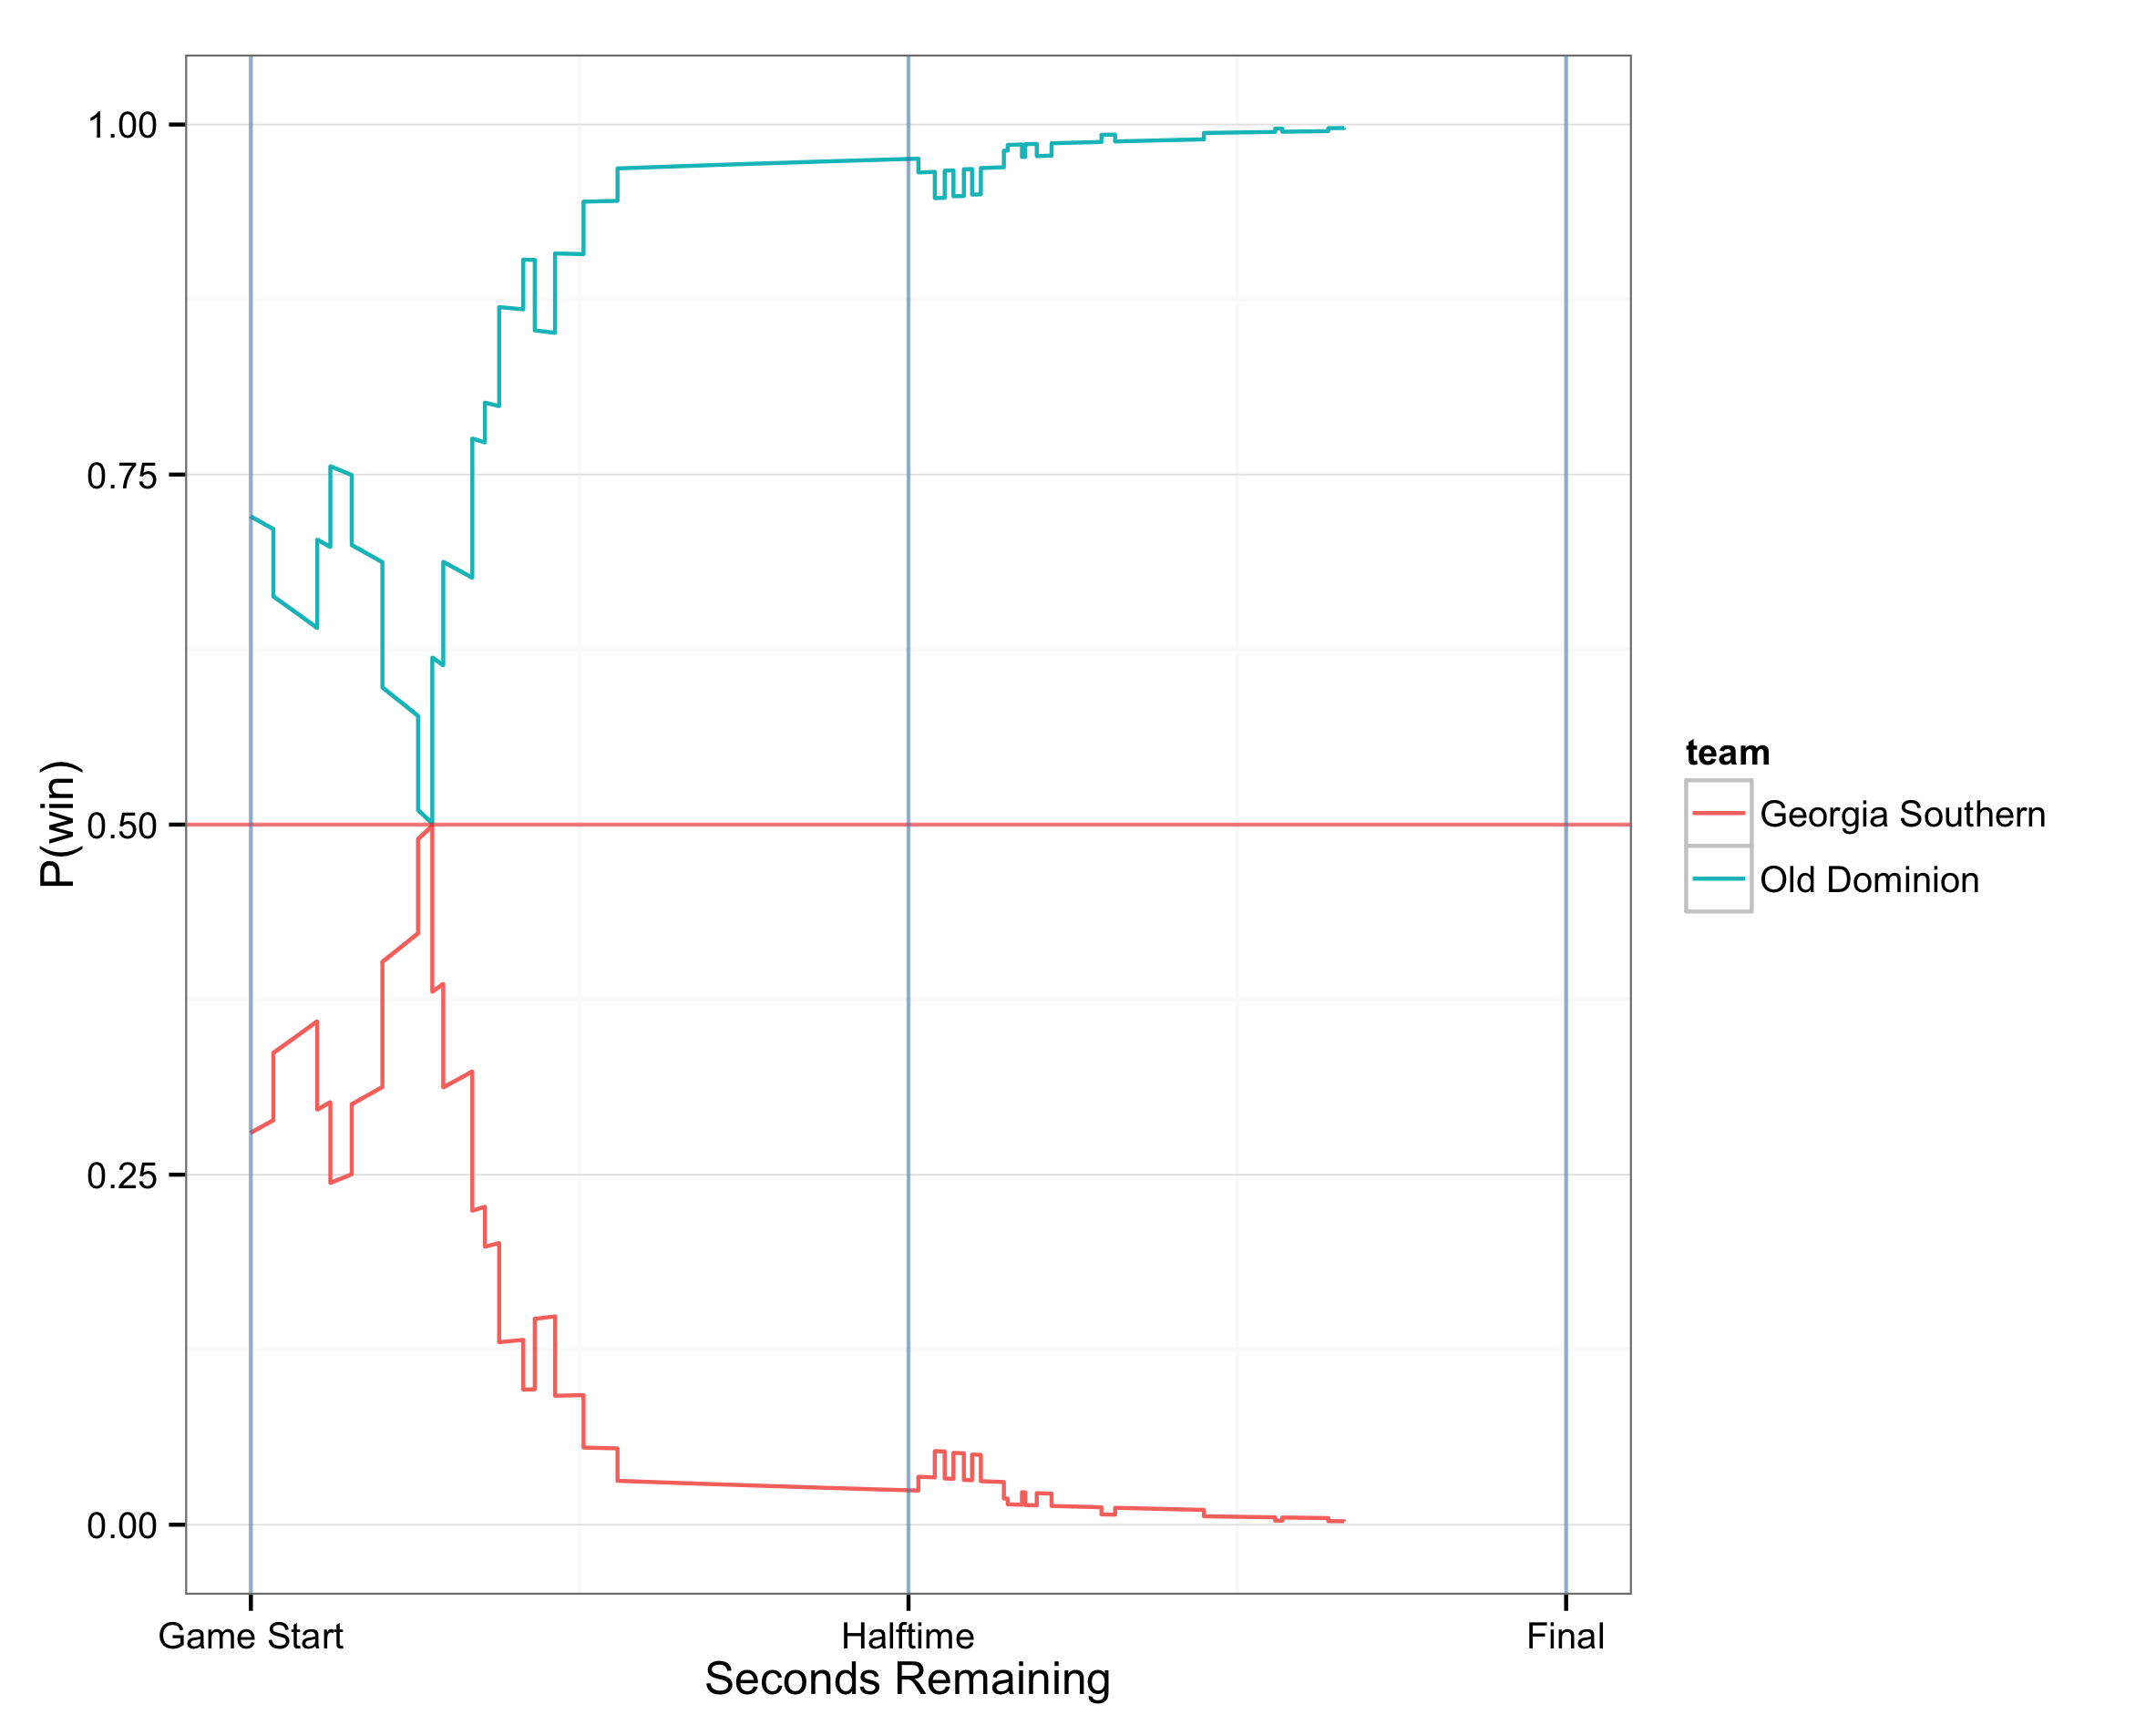 1.00
0.75
0.50
0.25
0.00
P(win)
Game Start
Halftime
Final
Seconds Remaining
team
Georgia Southern
Old Dominion